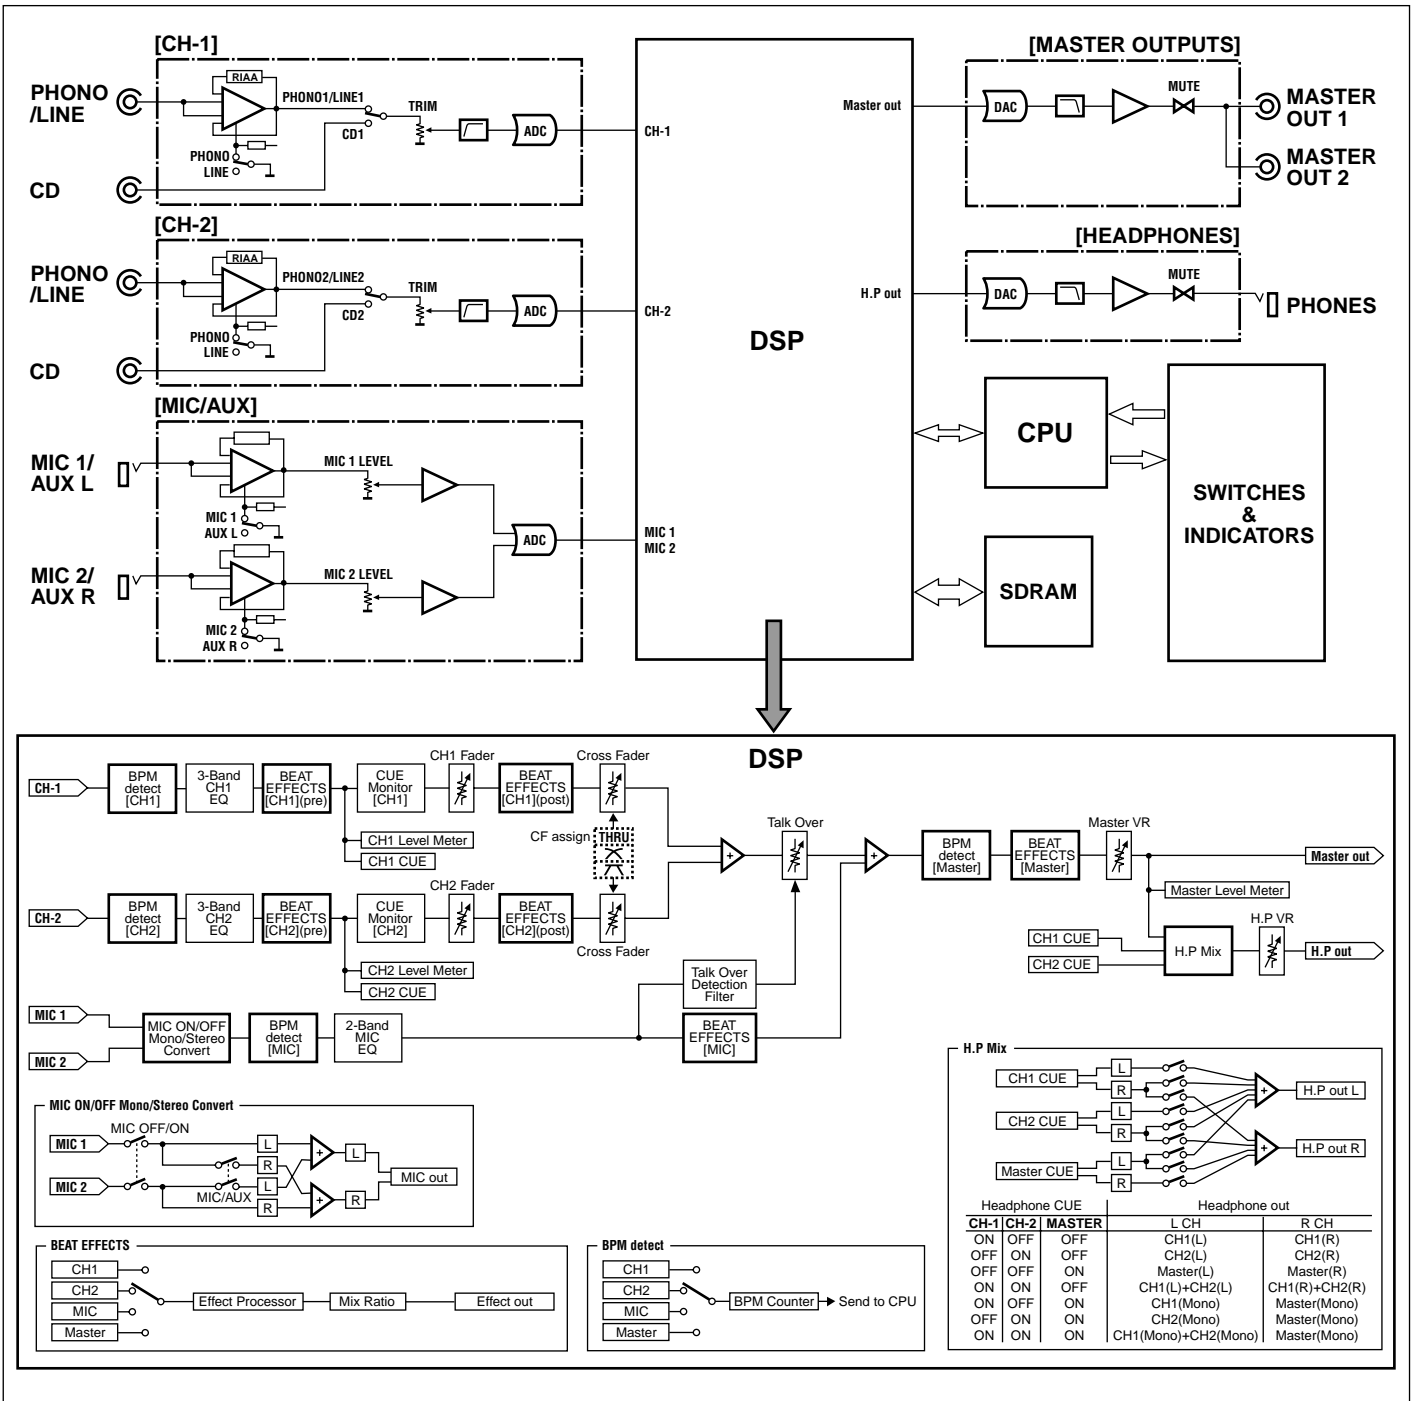 [CH-1]
PHONO
/LINE
RIAA
PHONO1/LINE1
TRIM
CD1
PHONO
LINE
ADC
CH-1
CD
[CH-2]
PHONO
/LINE
RIAA
PHONO2/LINE2
TRIM
CD2
PHONO
LINE
ADC
CH-2
CD
[MIC/AUX]
MIC 1/
AUX L
MIC 1 LEVEL
MIC 1
AUX L
ADC
MIC 1
MIC 2
MIC 2/
AUX R
MIC 2 LEVEL
MIC 2
AUX R
DSP
[MASTER OUTPUTS]
Master out
DAC
MUTE
MASTER
OUT 1
MASTER
OUT 2
[HEADPHONES]
H.P out
DAC
MUTE
PHONES
CPU
SDRAM
SWITCHES
&
INDICATORS
DSP
CH-1
BPM
detect
[CH1]
3-Band
CH1
EQ
BEAT
EFFECTS
[CH1](pre)
CUE
Monitor
[CH1]
CH1 Fader
BEAT
EFFECTS
[CH1](post)
Cross Fader
CH1 Level Meter
CH1 CUE
CF assign
THRU
CH-2
BPM
detect
[CH2]
3-Band
CH2
EQ
BEAT
EFFECTS
[CH2](pre)
CUE
Monitor
[CH2]
CH2 Fader
BEAT
EFFECTS
[CH2](post)
Cross Fader
CH2 Level Meter
CH2 CUE
Talk Over
BPM
detect
[Master]
BEAT
EFFECTS
[Master]
Master VR
Master out
Master Level Meter
CH1 CUE
CH2 CUE
H.P Mix
H.P VR
H.P out
Talk Over
Detection
Filter
MIC 1
MIC 2
MIC ON/OFF
Mono/Stereo
Convert
BPM
detect
[MIC]
2-Band
MIC
EQ
BEAT
EFFECTS
[MIC]
MIC ON/OFF Mono/Stereo Convert
MIC OFF/ON
MIC 1
MIC 2
MIC/AUX
L
R
L
R
L
R
MIC out
H.P Mix
CH1 CUE
L
R
CH2 CUE
L
R
Master CUE
L
R
H.P out L
H.P out R
Headphone CUE Headphone out
CH-1 CH-2 MASTER L CH R CH
ON OFF OFF CH1(L) CH1(R)
OFF ON OFF CH2(L) CH2(R)
OFF OFF ON Master(L) Master(R)
ON ON OFF CH1(L)+CH2(L) CH1(R)+CH2(R)
ON OFF ON CH1(Mono) Master(Mono)
OFF ON ON CH2(Mono) Master(Mono)
ON ON ON CH1(Mono)+CH2(Mono) Master(Mono)
BEAT EFFECTS
CH1
CH2
MIC
Master
Effect Processor
Mix Ratio
Effect out
BPM detect
CH1
CH2
MIC
Master
BPM Counter
Send to CPU